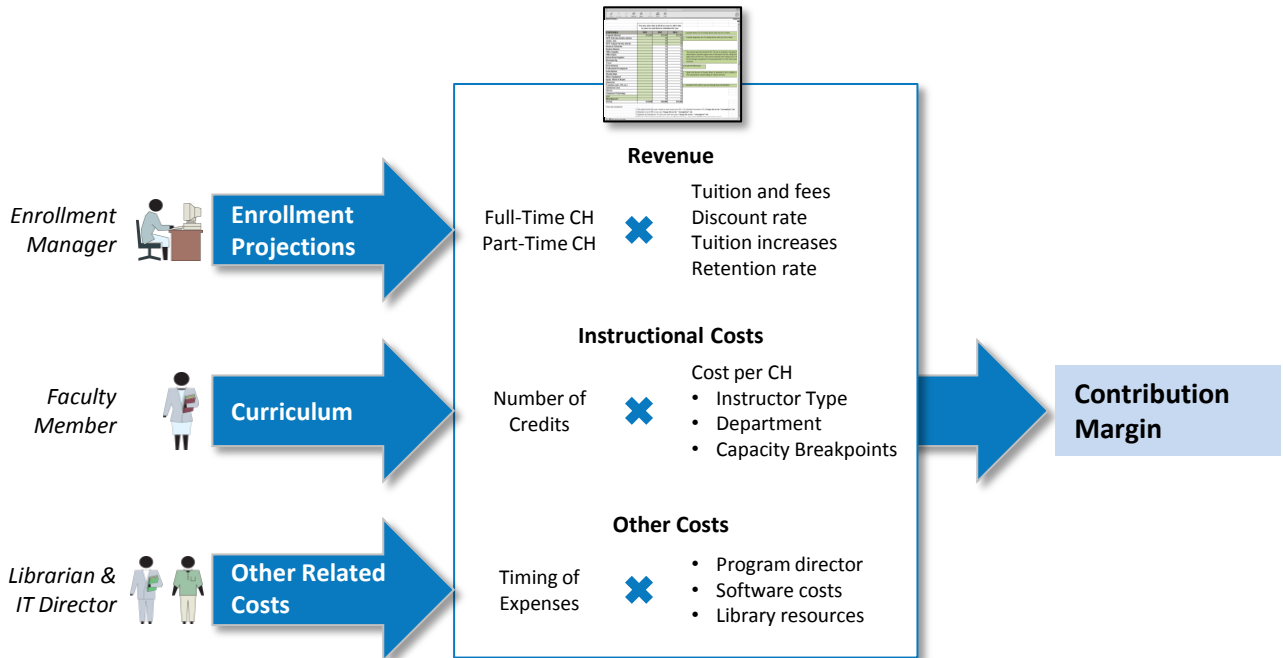 Revenue
Enrollment
Manager
Enrollment
Projections
Full-Time CH
Part-Time CH
Tuition and fees
Discount rate
Tuition increases
Retention rate
Instructional Costs
Faculty
Member
Curriculum
Number of
Credits
Cost per CH
• Instructor Type
• Department
• Capacity Breakpoints
Contribution
Margin
Other Costs
Librarian &
IT Director
Other Related
Costs
Timing of
Expenses
• Program director
• Software costs
• Library resources